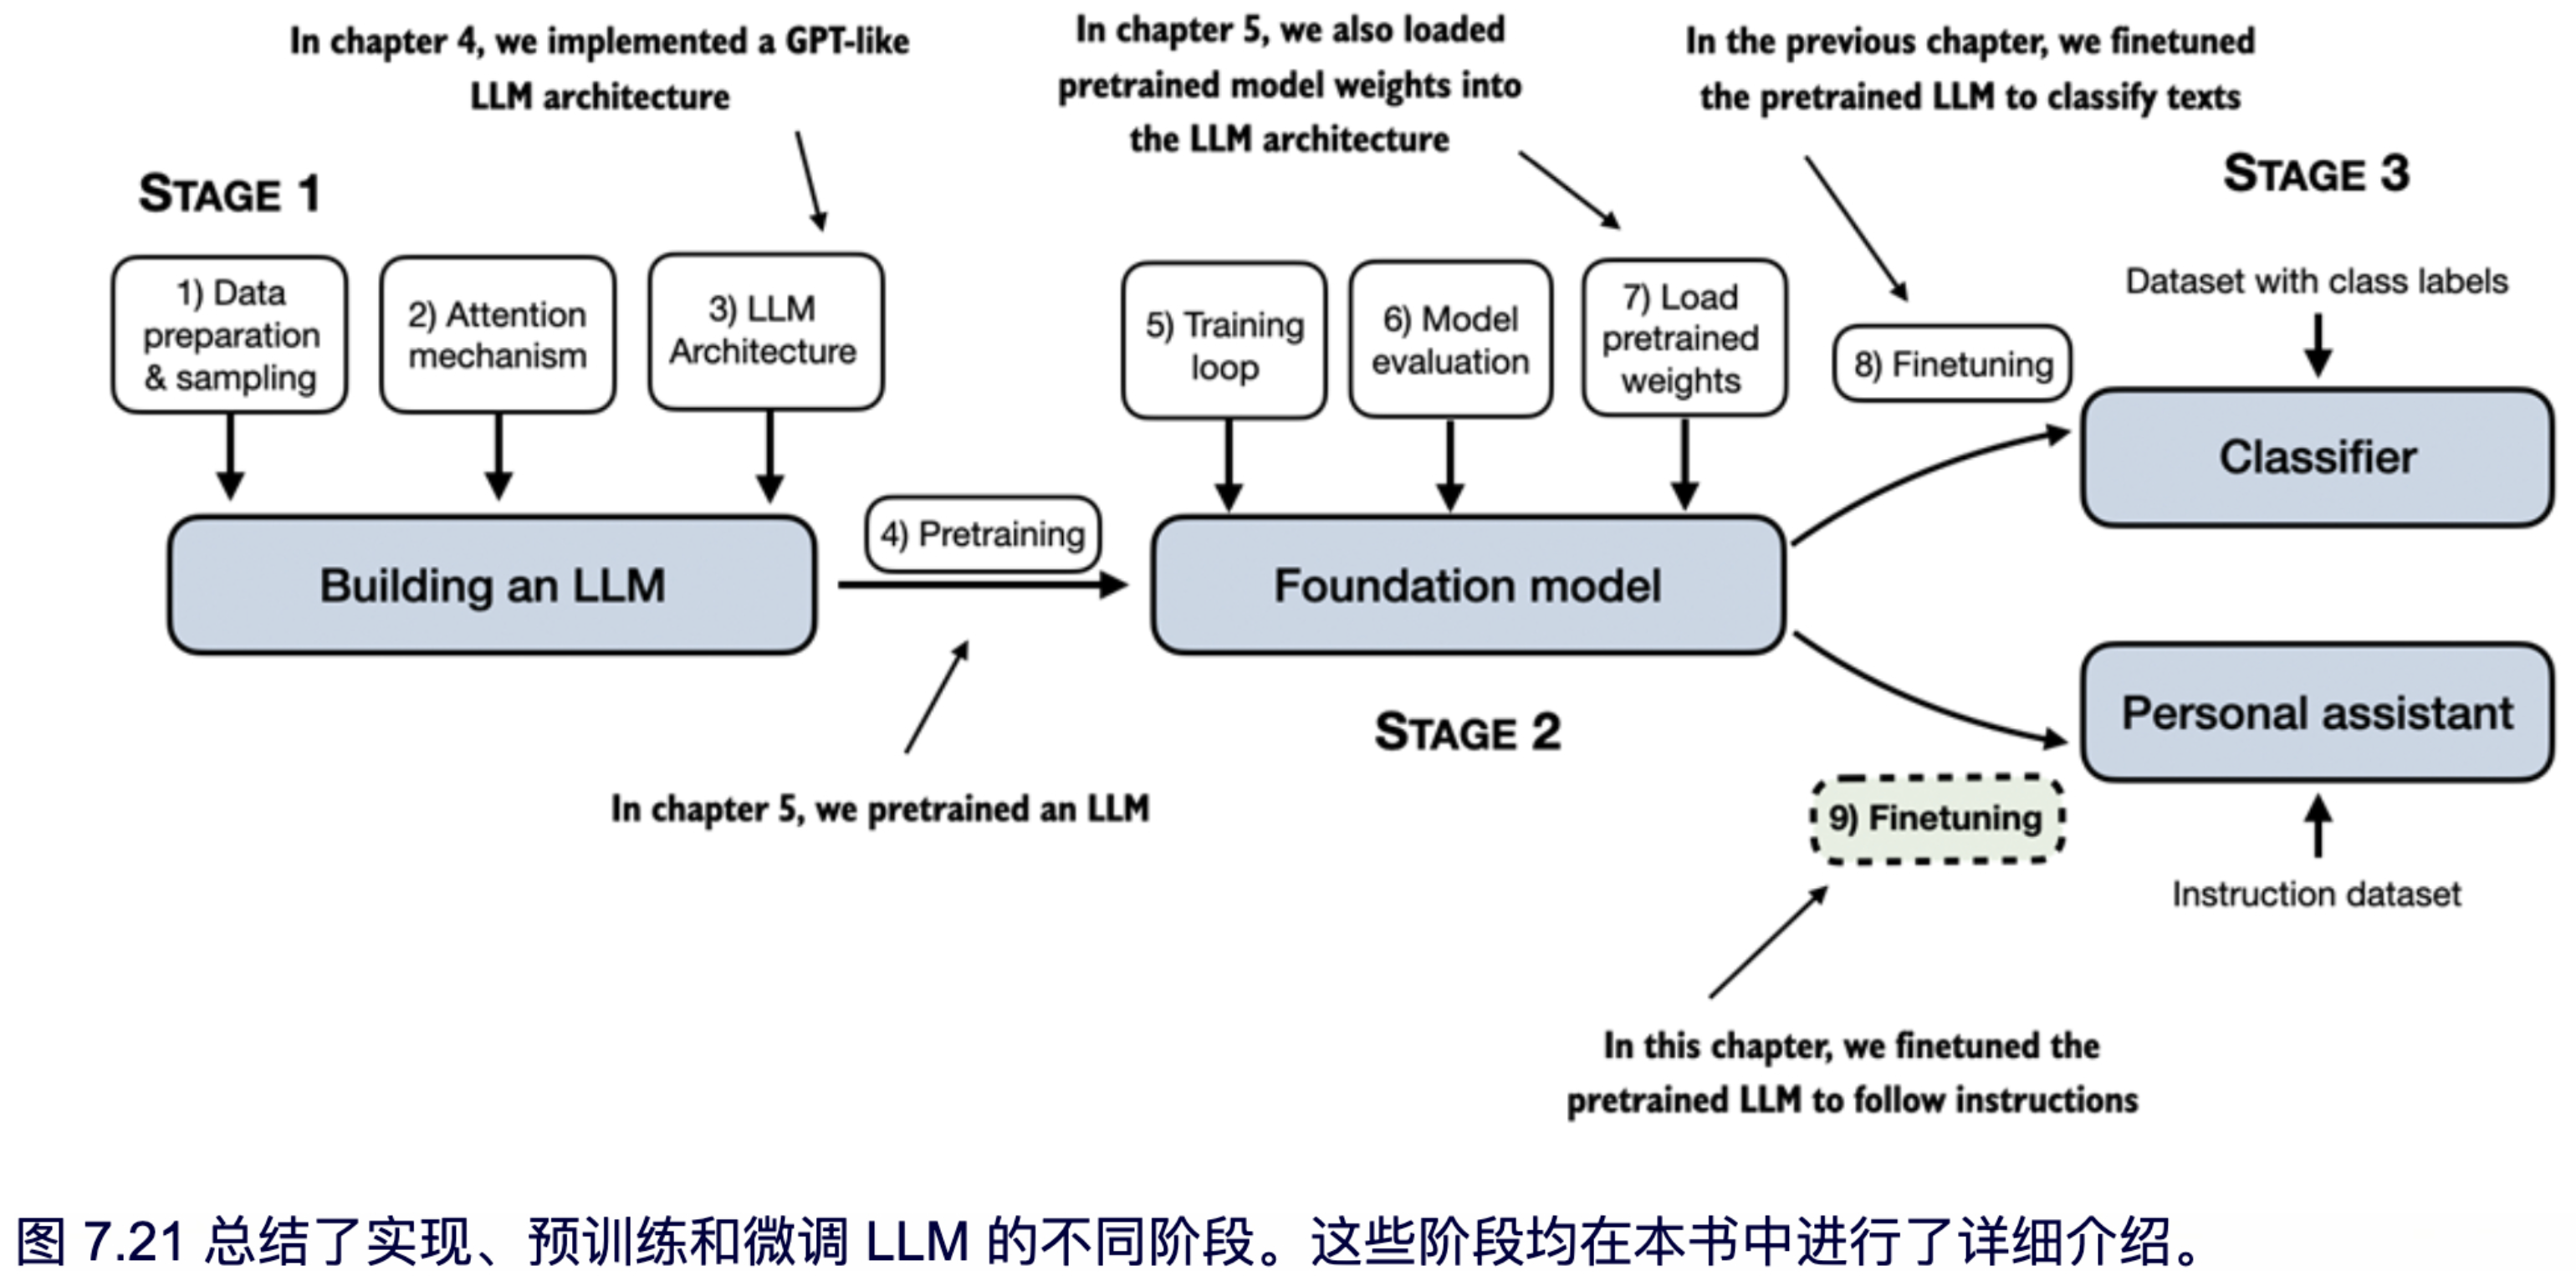 In chapter 4, we implemented a GPT-like
LLM architecture
In chapter 5, we also loaded
pretrained model weights into
the LLM architecture
In the previous chapter, we finetuned
the pretrained LLM to classify texts
STAGE 1
STAGE 3
1) Data
preparation
& sampling
2) Attention
mechanism
3) LLM
Architecture
5) Training
loop
6) Model
evaluation
7) Load
pretrained
weights
8) Finetuning
Dataset with class labels
Classifier
Building an LLM
4) Pretraining
Foundation model
Personal assistant
STAGE 2
In chapter 5, we pretrained an LLM
9) Finetuning
Instruction dataset
In this chapter, we finetuned the
pretrained LLM to follow instructions
图 7.21 总结了实现、预训练和微调 LLM 的不同阶段。这些阶段均在本书中进行了详细介绍。